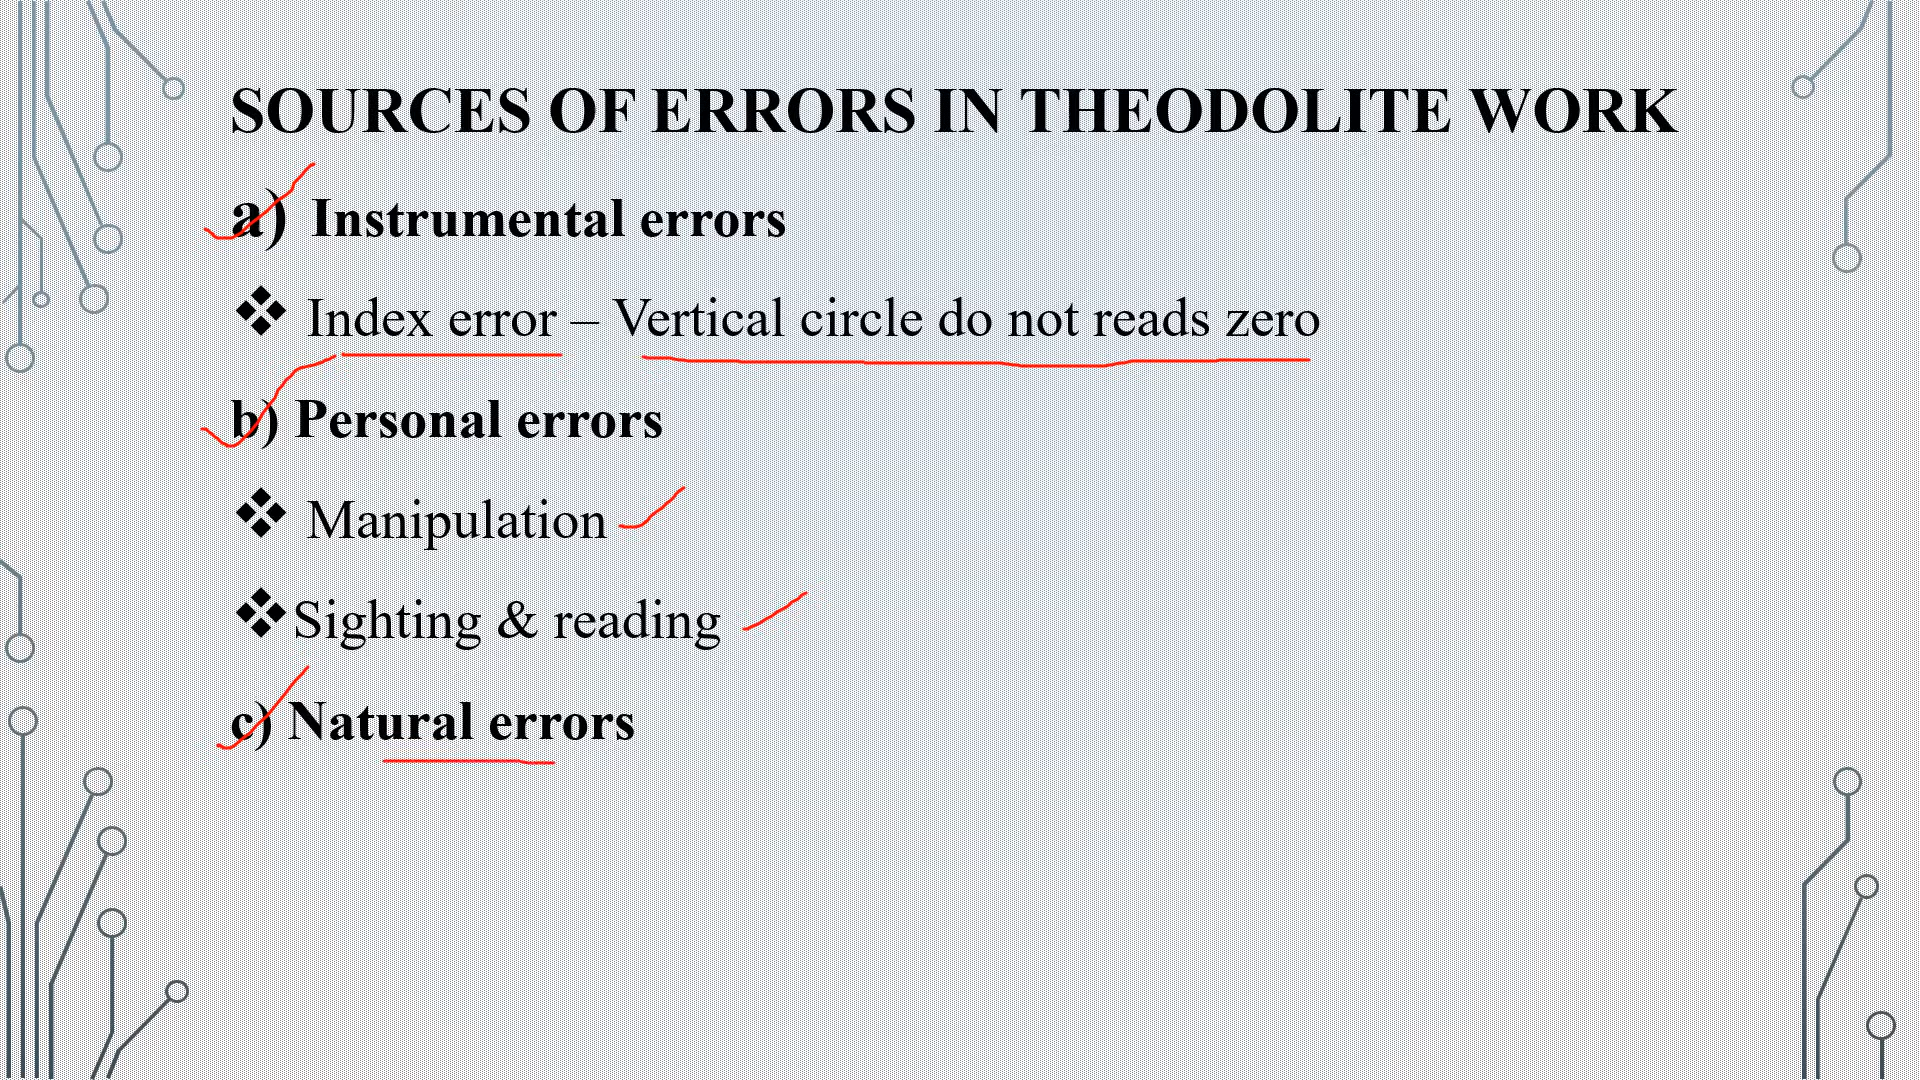 SOURCES OF ERRORS IN THEODOLITE WORK
a) Instrumental errors
❖ Index error – Vertical circle do not reads zero
b) Personal errors
❖ Manipulation
❖Sighting & reading
c) Natural errors